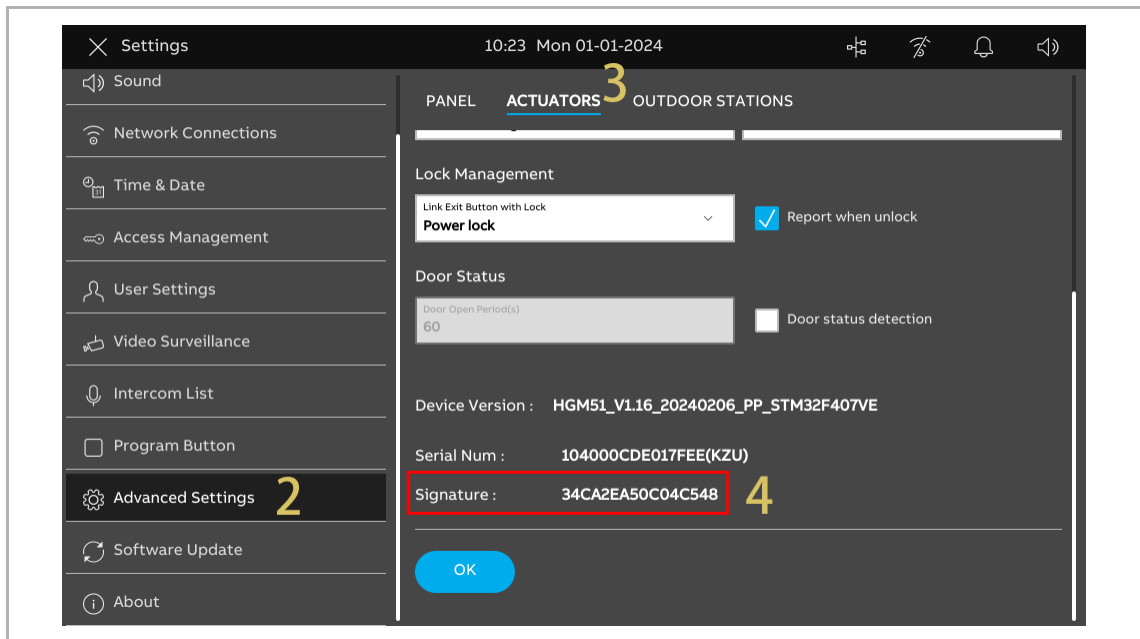 Settings
10:23 Mon 01-01-2024
Sound
Network Connections
Time & Date
Access Management
User Settings
Video Surveillance
Intercom List
Program Button
Advanced Settings 2
Software Update
About
PANEL ACTUATORS 3 OUTDOOR STATIONS
Lock Management
Link Exit Button with Lock
Power lock
Report when unlock
Door Status
Door Open Period(s)
60
Door status detection
Device Version : HGM51_V1.16_20240206_PP_STM32F407VE
Serial Num : 104000CDE017FEE(KZU)
Signature : 34CA2EA50C04C548 4
OK